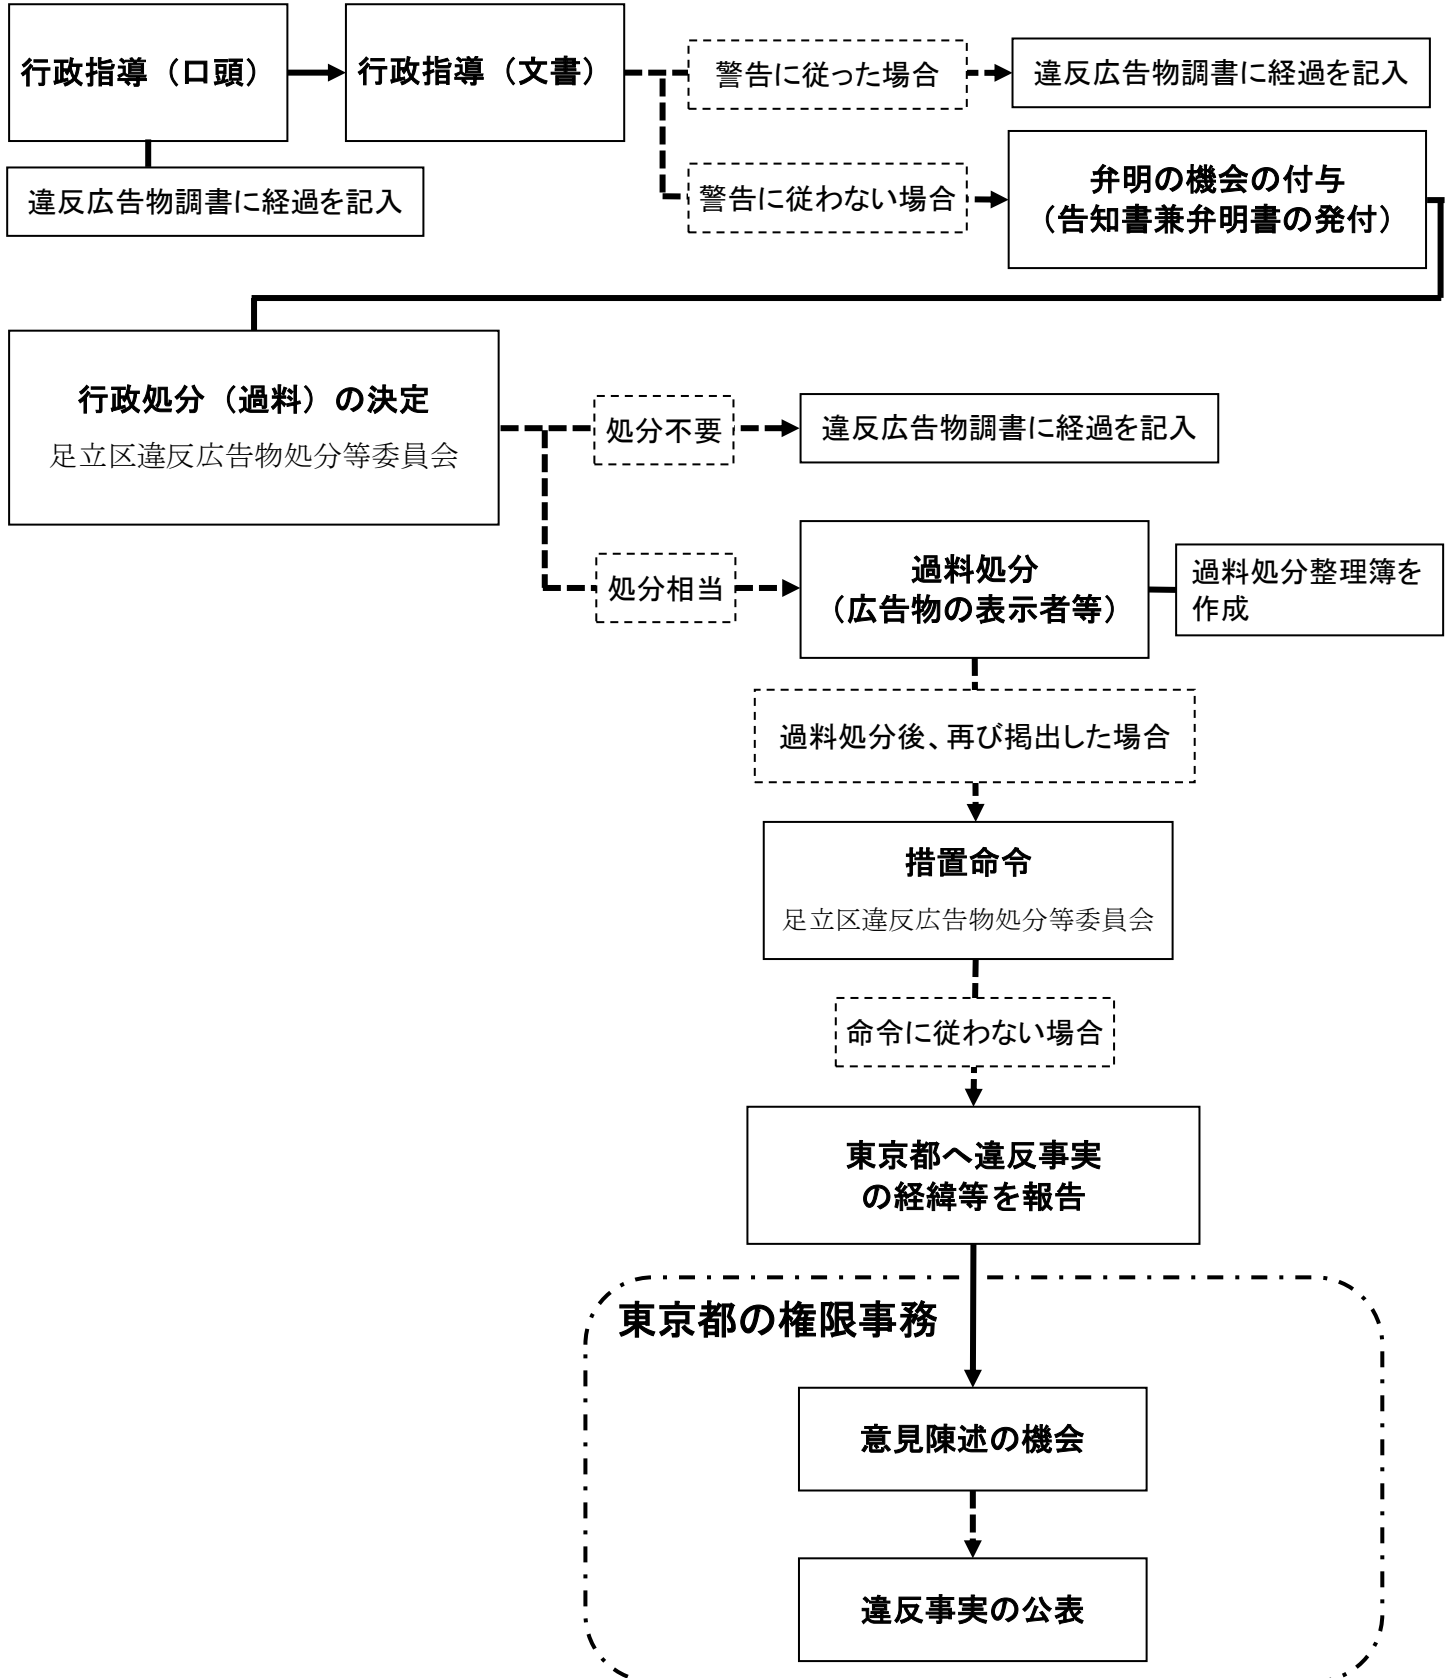 行政指導（口頭）
行政指導（文書）
警告に従った場合
違反広告物調書に経過を記入
違反広告物調書に経過を記入
警告に従わない場合
弁明の機会の付与
（告知書兼弁明書の発付）
行政処分（過料）の決定
足立区違反広告物処分等委員会
処分不要
違反広告物調書に経過を記入
処分相当
過料処分
（広告物の表示者等）
過料処分整理簿を
作成
過料処分後、再び掲出した場合
措置命令
足立区違反広告物処分等委員会
命令に従わない場合
東京都へ違反事実
の経緯等を報告
東京都の権限事務
意見陳述の機会
違反事実の公表